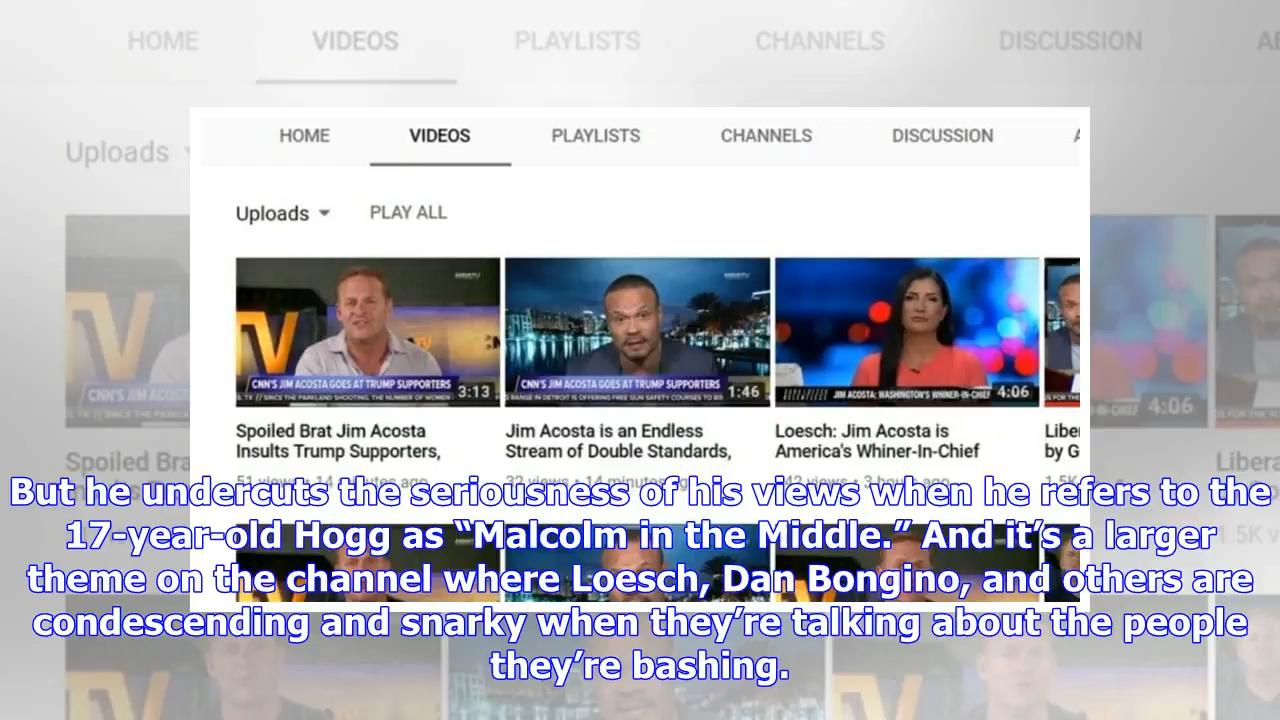 HOME VIDEOS PLAYLISTS CHANNELS DISCUSSION
Uploads
HOME VIDEOS PLAYLISTS CHANNELS DISCUSSION
Uploads PLAY ALL
TV
CNN'S JIM ACOSTA GOES AT TRUMP SUPPORTERS 3:13
CNN'S JIM ACOSTA GOES AT TRUMP SUPPORTERS 1:46
JIM ACOSTA: WASHINGTON'S WHINER-IN-CHIEF 4:06
4:06
Spoiled Brat Jim Acosta
Insults Trump Supporters,
Jim Acosta is an Endless
Stream of Double Standards,
Loesch: Jim Acosta is
America's Whiner-In-Chief
But he undercuts the seriousness of his views when he refers to the
17-year-old Hogg as “Malcolm in the Middle.” And it’s a larger
theme on the channel where Loesch, Dan Bongino, and others are
condescending and snarky when they’re talking about the people
they’re bashing.